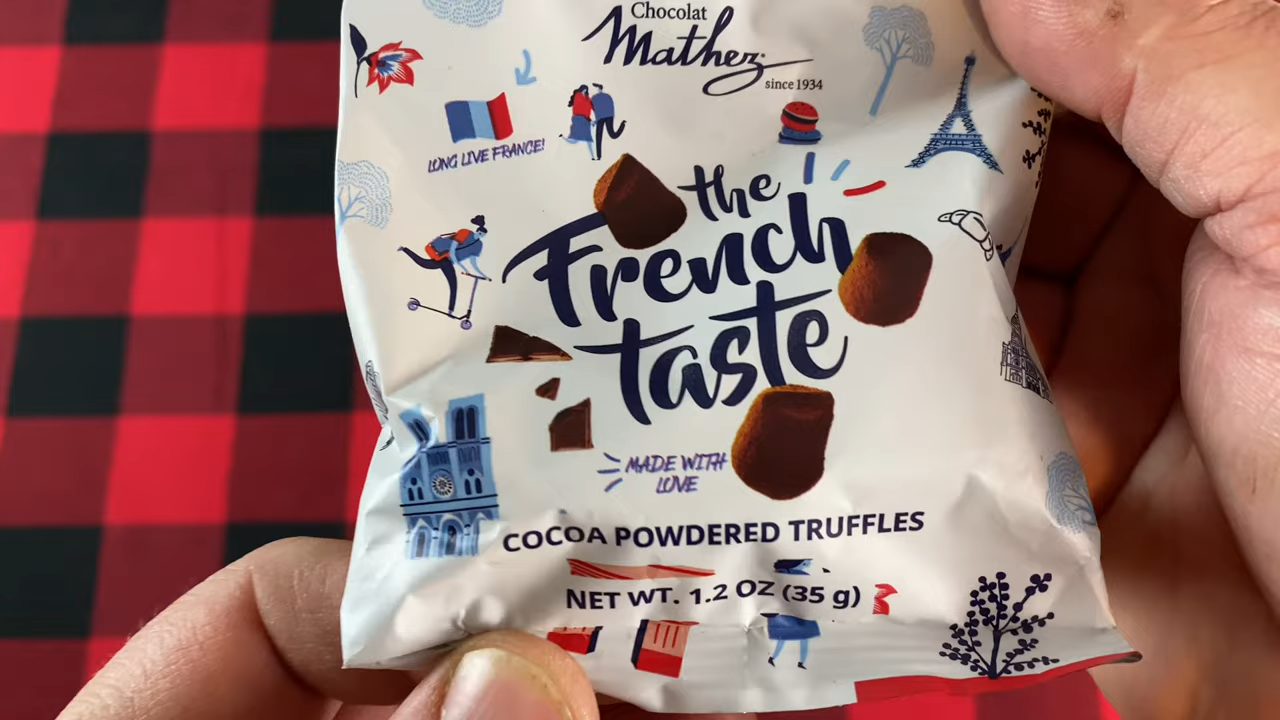 Chocolat
Mathez
since 1934
LONG LIVE FRANCE!
the
French
taste
MADE WITH
LOVE
COCOA POWDERED TRUFFLES
NET WT. 1.2 OZ (35 g)